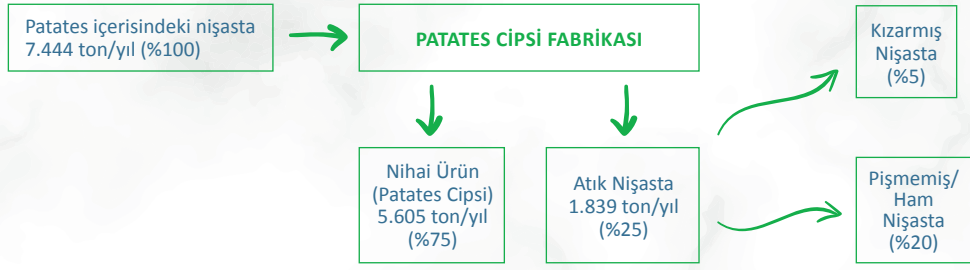 Patates içerisindeki nişasta
7.444 ton/yıl (%100)
PATATES CİPSİ FABRİKASI
Kızarmış
Nişasta
(%5)
Nihai Ürün
(Patates Cipsi)
5.605 ton/yıl
(%75)
Atık Nişasta
1.839 ton/yıl
(%25)
Pişmemiş/
Ham
Nişasta
(%20)